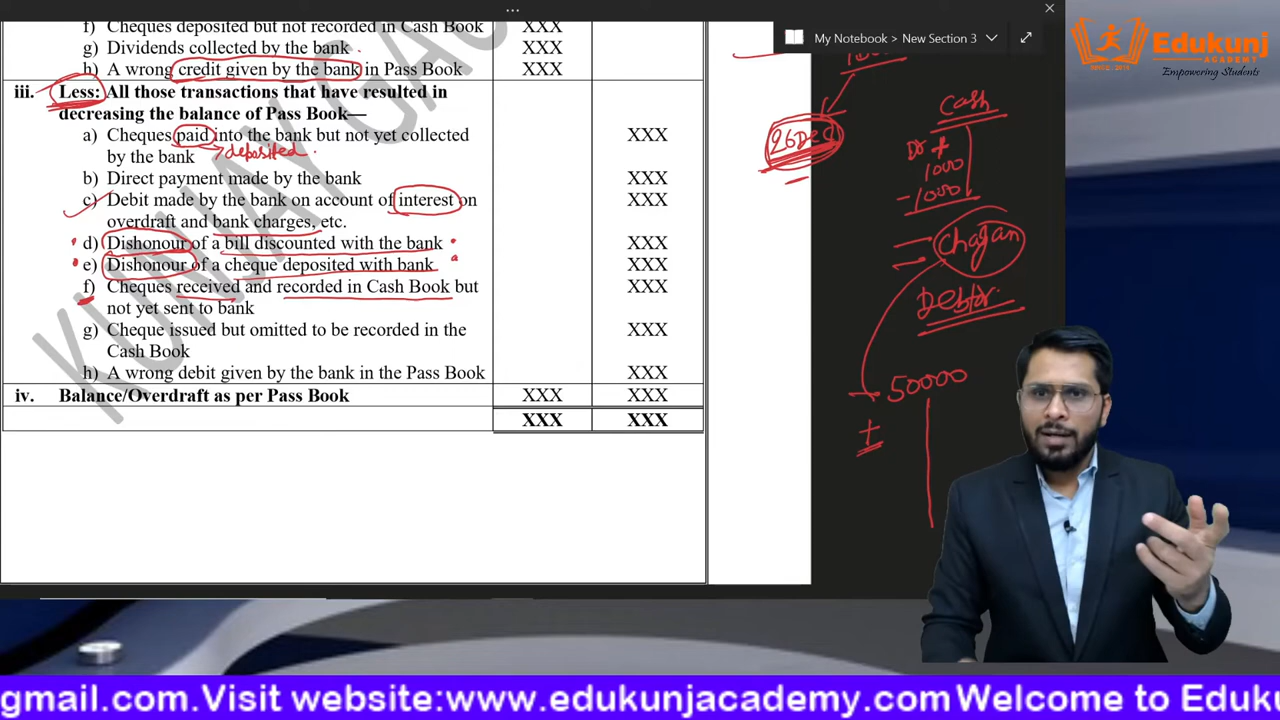 f) Cheques deposited but not recorded in Cash Book XXX
g) Dividends collected by the bank XXX
h) A wrong credit given by the bank in Pass Book XXX
iii. Less: All those transactions that have resulted in
decreasing the balance of Pass Book—
a) Cheques paid into the bank but not yet collected XXX
deposited
by the bank
b) Direct payment made by the bank XXX
c) Debit made by the bank on account of interest on XXX
overdraft and bank charges, etc.
d) Dishonour of a bill discounted with the bank XXX
e) Dishonour of a cheque deposited with bank XXX
f) Cheques received and recorded in Cash Book but XXX
not yet sent to bank
g) Cheque issued but omitted to be recorded in the XXX
Cash Book
h) A wrong debit given by the bank in the Pass Book XXX
iv. Balance/Overdraft as per Pass Book XXX XXX
XXX XXX
KUNJAY
My Notebook > New Section 3
26 Dec
Cash
Dr +
1000
-1000
Chagan
Debtor
50000
+
Edukunj
ACADEMY
Empowering Students
gmail.com.Visit website:www.edukunjacademy.com Welcome to Eduk